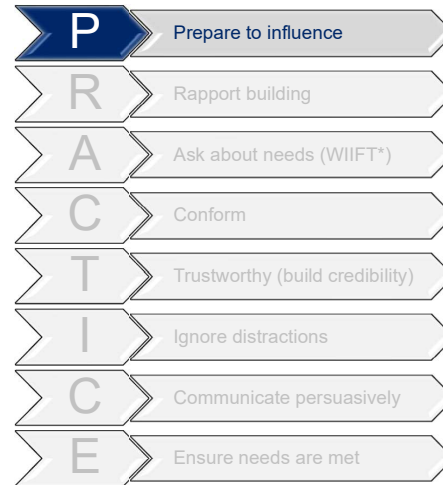 P Prepare to influence
R Rapport building
A Ask about needs (WIIFT*)
C Conform
T Trustworthy (build credibility)
I Ignore distractions
C Communicate persuasively
E Ensure needs are met